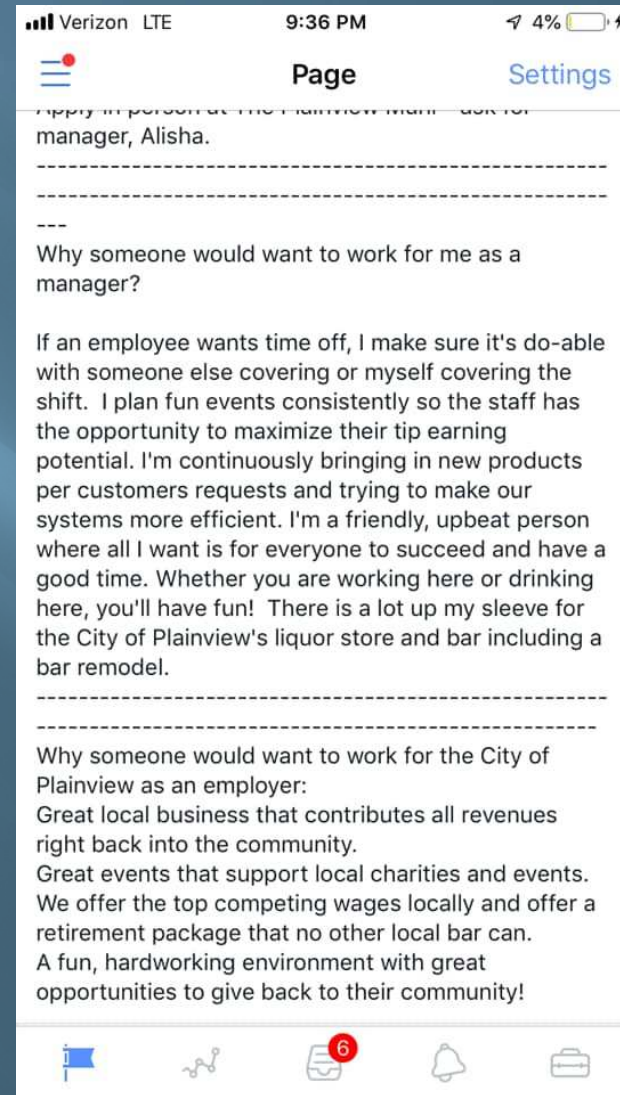 Verizon LTE 9:36 PM 4%
Page Settings
Apply in person at The Plainview Muni - ask for
manager, Alisha.
------------------------------------------------------
------------------------------------------------------
---
Why someone would want to work for me as a
manager?
If an employee wants time off, I make sure it's do-able
with someone else covering or myself covering the
shift.  I plan fun events consistently so the staff has
the opportunity to maximize their tip earning
potential. I'm continuously bringing in new products
per customers requests and trying to make our
systems more efficient. I'm a friendly, upbeat person
where all I want is for everyone to succeed and have a
good time. Whether you are working here or drinking
here, you'll have fun!  There is a lot up my sleeve for
the City of Plainview's liquor store and bar including a
bar remodel.
------------------------------------------------------
-----------------------------------------------------
Why someone would want to work for the City of
Plainview as an employer:
Great local business that contributes all revenues
right back into the community.
Great events that support local charities and events.
We offer the top competing wages locally and offer a
retirement package that no other local bar can.
A fun, hardworking environment with great
opportunities to give back to their community!
6